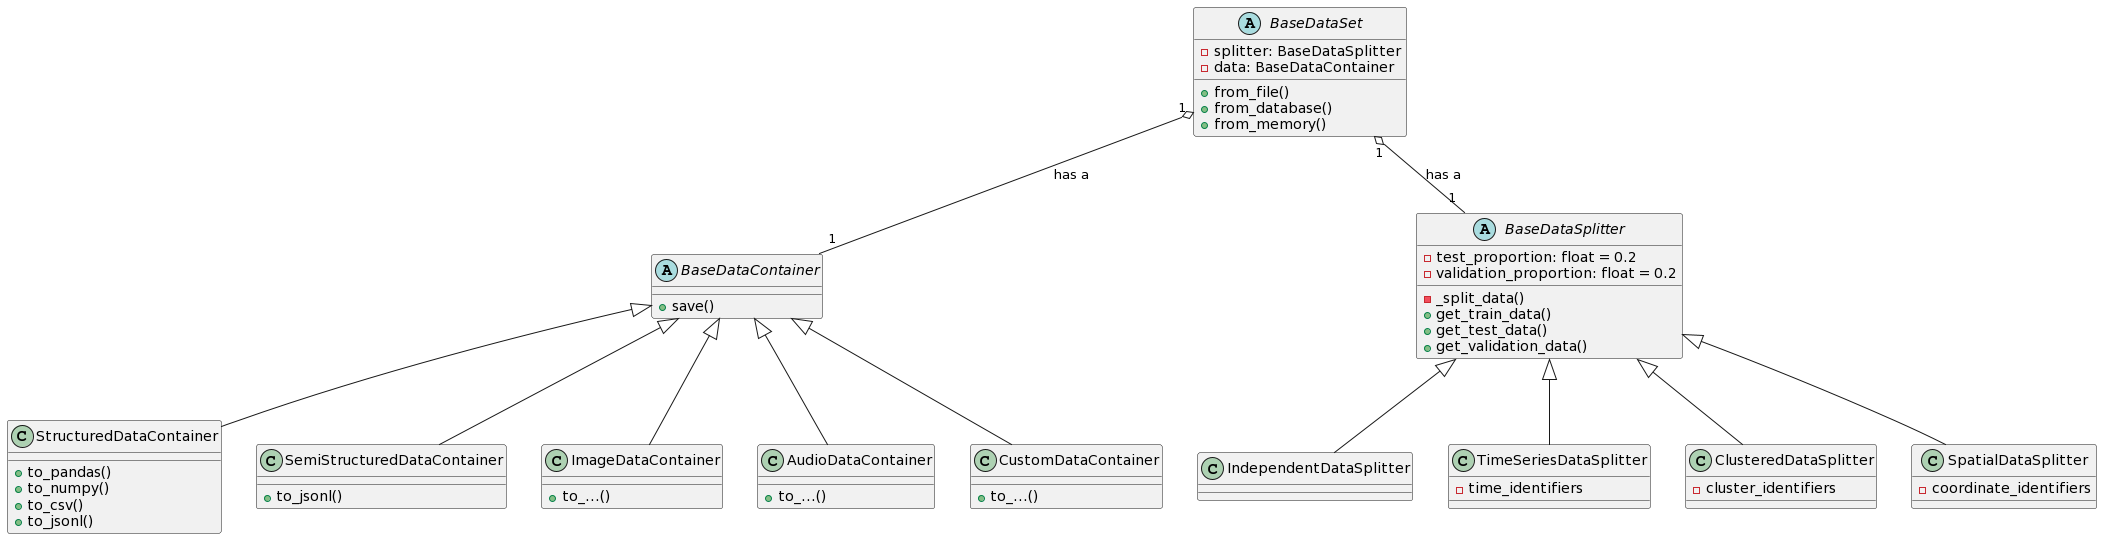 A BaseDataSet
splitter: BaseDataSplitter
data: BaseDataContainer
from_file()
from_database()
from_memory()
1
1
has a
has a
1
1
A BaseDataContainer
save()
A BaseDataSplitter
test_proportion: float = 0.2
validation_proportion: float = 0.2
_split_data()
get_train_data()
get_test_data()
get_validation_data()
C StructuredDataContainer
to_pandas()
to_numpy()
to_csv()
to_jsonl()
C SemiStructuredDataContainer
to_jsonl()
C ImageDataContainer
to_...()
C AudioDataContainer
to_...()
C CustomDataContainer
to_...()
C IndependentDataSplitter
C TimeSeriesDataSplitter
time_identifiers
C ClusteredDataSplitter
cluster_identifiers
C SpatialDataSplitter
coordinate_identifiers